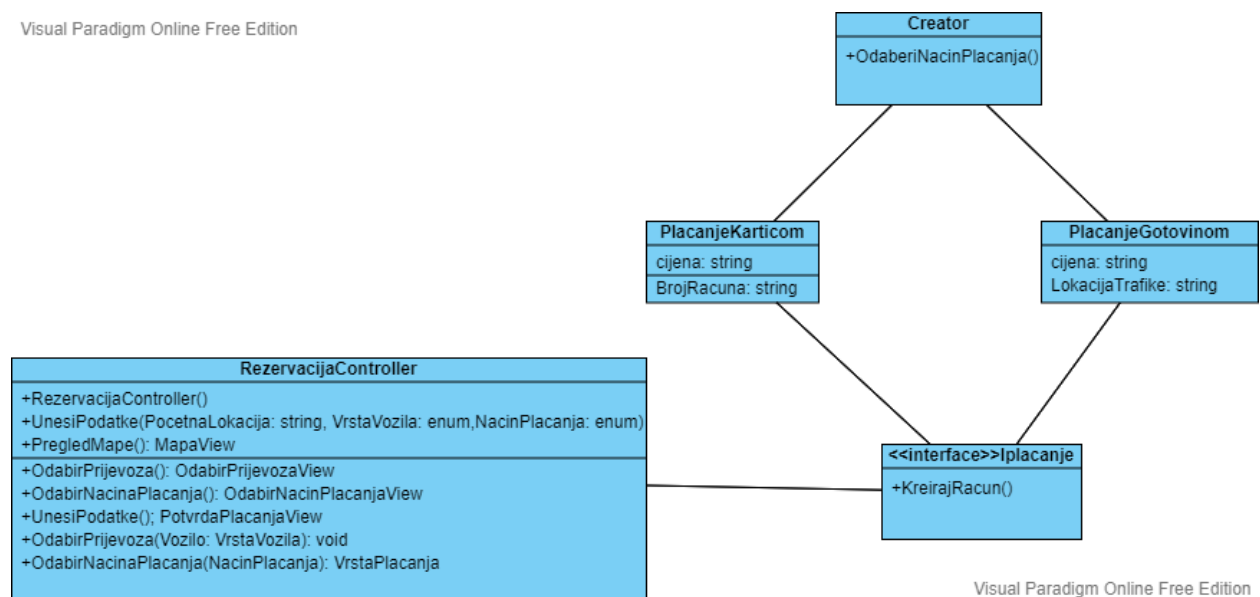 Visual Paradigm Online Free Edition
Creator
+OdaberiNacinPlacanja()
PlacanjeKarticom
cijena: string
BrojRacuna: string
PlacanjeGotovinom
cijena: string
LokacijaTrafike: string
RezervacijaController
+RezervacijaController()
+UnesiPodatke(PocetnaLokacija: string, VrstaVozila: enum,NacinPlacanja: enum)
+PregledMape(): MapaView
+OdabirPrijevoza(): OdabirPrijevozaView
+OdabirNacinaPlacanja(): OdabirNacinPlacanjaView
+UnesiPodatke(); PotvrdaPlacanjaView
+OdabirPrijevoza(Vozilo: VrstaVozila): void
+OdabirNacinaPlacanja(NacinPlacanja): VrstaPlacanja
<<interface>>Iplacanje
+KreirajRacun()
Visual Paradigm Online Free Edition